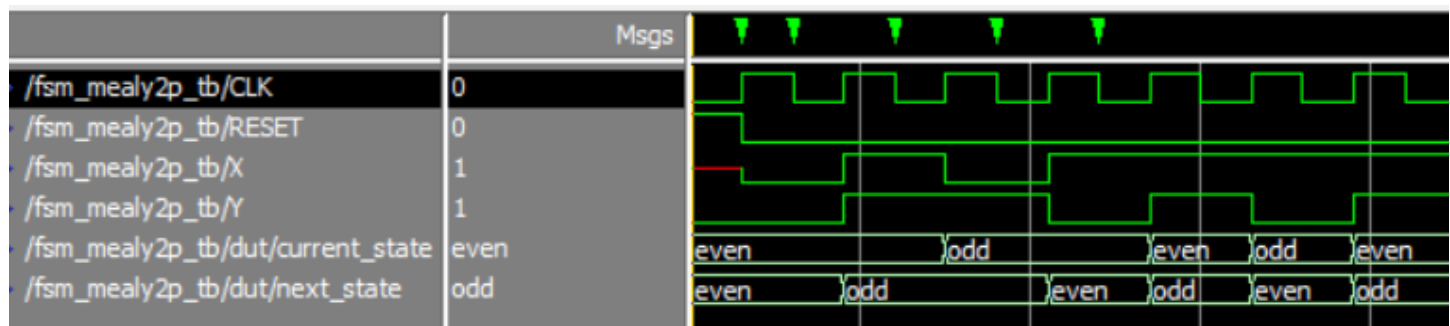 Msgs
/fsm_mealy2p_tb/CLK 0
/fsm_mealy2p_tb/RESET 0
/fsm_mealy2p_tb/X 1
/fsm_mealy2p_tb/Y 1
/fsm_mealy2p_tb/dut/current_state even even odd even odd even
/fsm_mealy2p_tb/dut/next_state odd even odd even odd even odd